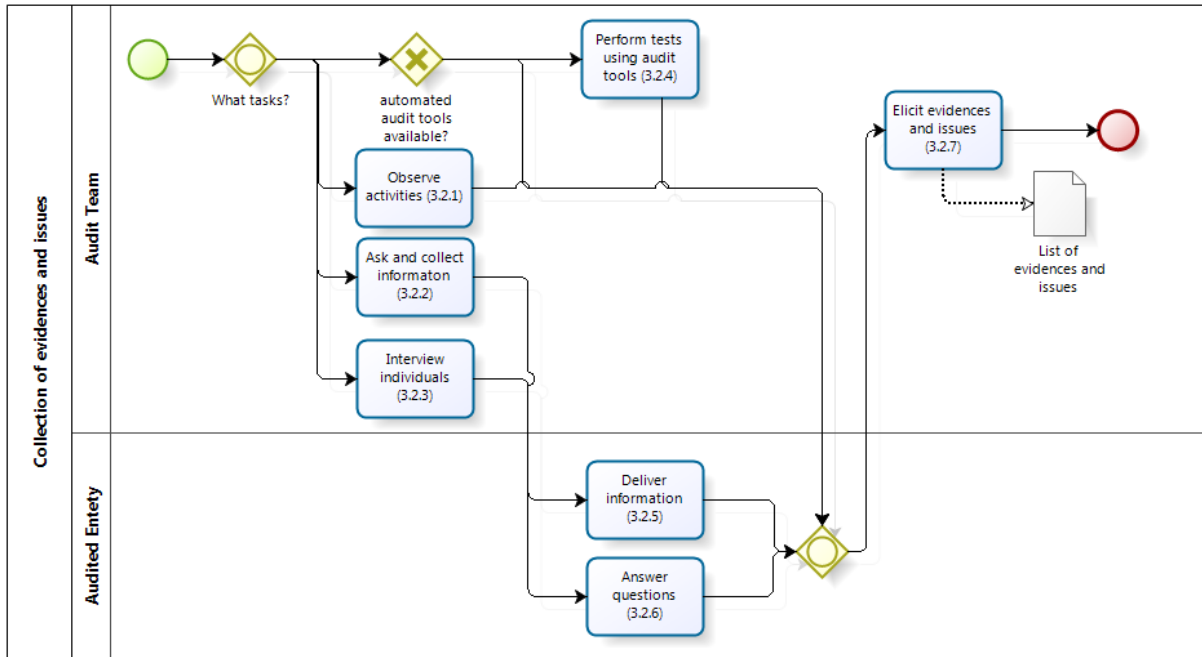 Collection of evidences and issues
Audit Team
What tasks?
automated
audit tools
available?
Perform tests
using audit
tools (3.2.4)
Elicit evidences
and issues
(3.2.7)
Observe
activities (3.2.1)
List of
evidences and
issues
Ask and collect
informaton
(3.2.2)
Interview
individuals
(3.2.3)
Audited Entety
Deliver
information
(3.2.5)
Answer
questions
(3.2.6)